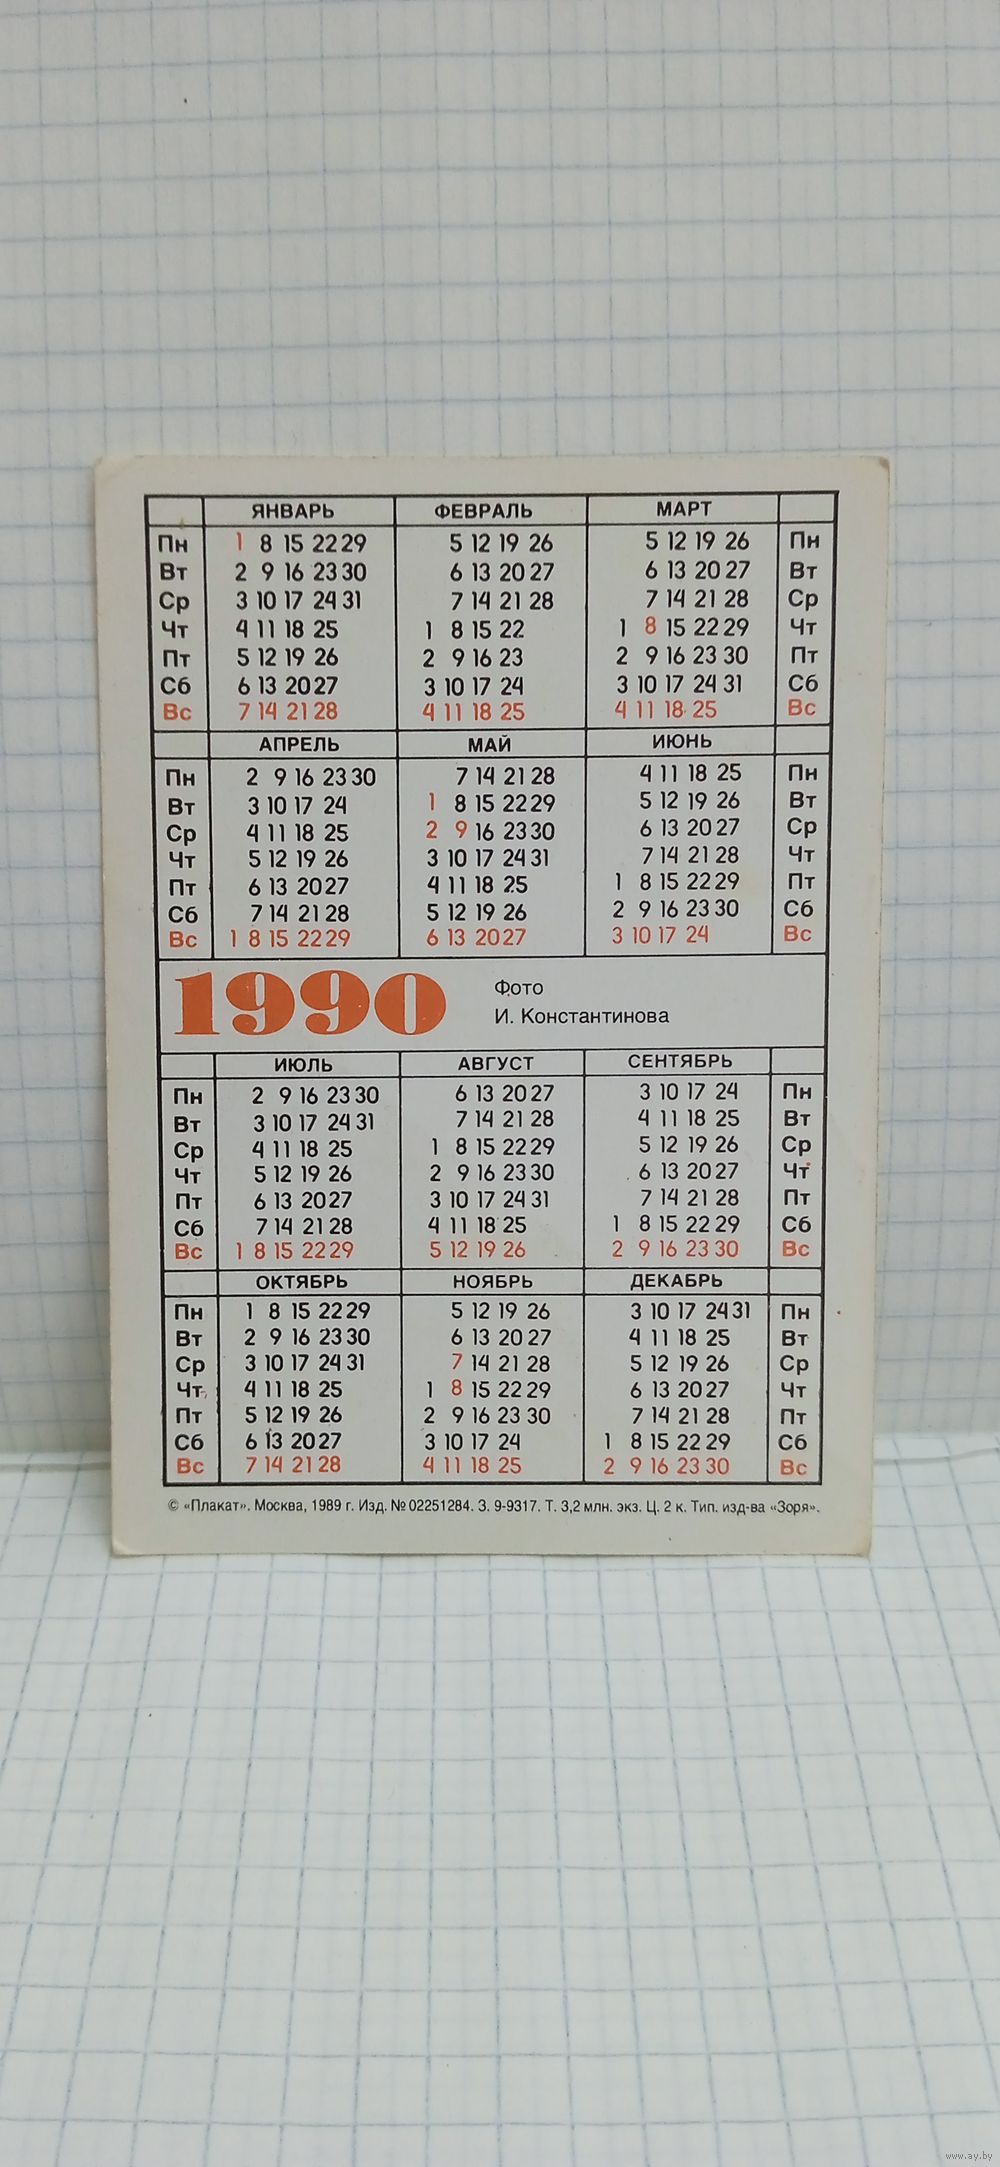 ЯНВАРЬ ФЕВРАЛЬ МАРТ
Пн 1 8 15 22 29 5 12 19 26 5 12 19 26 Пн
Вт 2 9 16 23 30 6 13 20 27 6 13 20 27 Вт
Ср 3 10 17 24 31 7 14 21 28 7 14 21 28 Ср
Чт 4 11 18 25 1 8 15 22 1 8 15 22 29 Чт
Пт 5 12 19 26 2 9 16 23 2 9 16 23 30 Пт
Сб 6 13 20 27 3 10 17 24 3 10 17 24 31 Сб
Вс 7 14 21 28 4 11 18 25 4 11 18 25 Вс
АПРЕЛЬ МАЙ ИЮНЬ
Пн 2 9 16 23 30 7 14 21 28 4 11 18 25 Пн
Вт 3 10 17 24 1 8 15 22 29 5 12 19 26 Вт
Ср 4 11 18 25 2 9 16 23 30 6 13 20 27 Ср
Чт 5 12 19 26 3 10 17 24 31 7 14 21 28 Чт
Пт 6 13 20 27 4 11 18 25 1 8 15 22 29 Пт
Сб 7 14 21 28 5 12 19 26 2 9 16 23 30 Сб
Вс 1 8 15 22 29 6 13 20 27 3 10 17 24 Вс
1990
Фото
И. Константинова
ИЮЛЬ АВГУСТ СЕНТЯБРЬ
Пн 2 9 16 23 30 6 13 20 27 3 10 17 24 Пн
Вт 3 10 17 24 31 7 14 21 28 4 11 18 25 Вт
Ср 4 11 18 25 1 8 15 22 29 5 12 19 26 Ср
Чт 5 12 19 26 2 9 16 23 30 6 13 20 27 Чт
Пт 6 13 20 27 3 10 17 24 31 7 14 21 28 Пт
Сб 7 14 21 28 4 11 18 25 1 8 15 22 29 Сб
Вс 1 8 15 22 29 5 12 19 26 2 9 16 23 30 Вс
ОКТЯБРЬ НОЯБРЬ ДЕКАБРЬ
Пн 1 8 15 22 29 5 12 19 26 3 10 17 24 31 Пн
Вт 2 9 16 23 30 6 13 20 27 4 11 18 25 Вт
Ср 3 10 17 24 31 7 14 21 28 5 12 19 26 Ср
Чт 4 11 18 25 1 8 15 22 29 6 13 20 27 Чт
Пт 5 12 19 26 2 9 16 23 30 7 14 21 28 Пт
Сб 6 13 20 27 3 10 17 24 1 8 15 22 29 Сб
Вс 7 14 21 28 4 11 18 25 2 9 16 23 30 Вс
© «Плакат». Москва, 1989 г. Изд. № 02251284. З. 9-9317. Т. 3,2 млн. экз. Ц. 2 к. Тип. изд-ва «Зоря».
www.ay.by